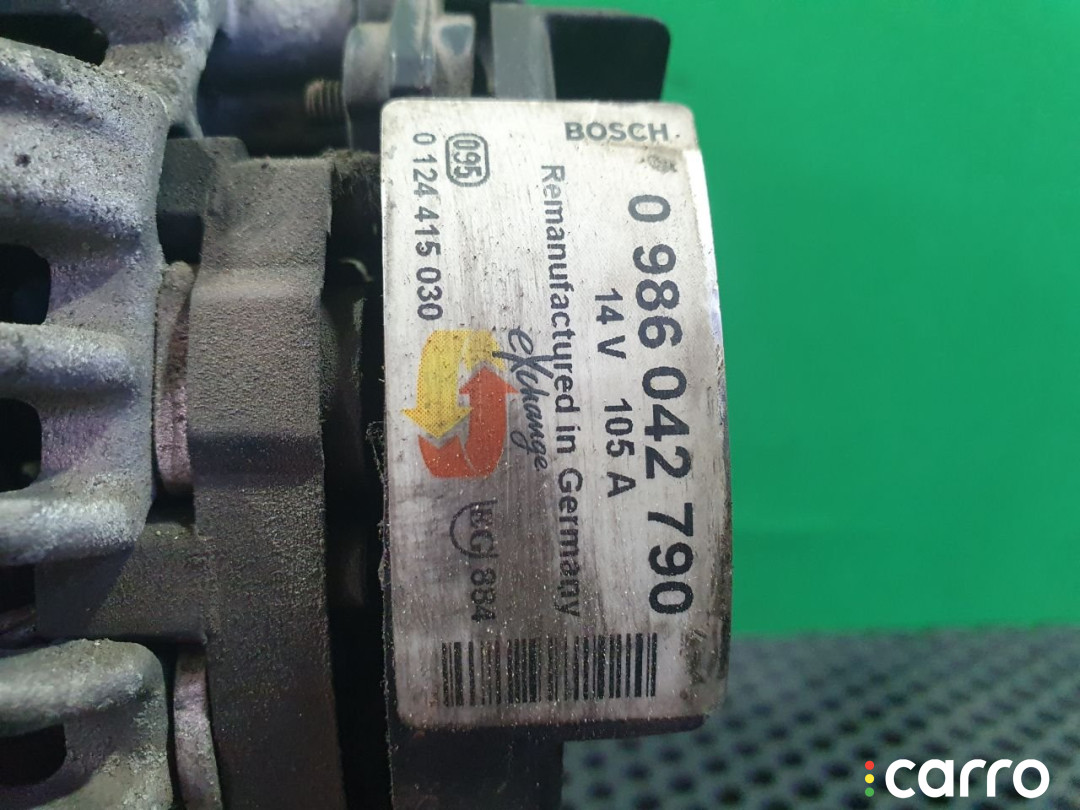 BOSCH
0 986 042 790
14 V 105 A
Remanufactured in Germany
eXchange
0 124 415 030
095
884
carro